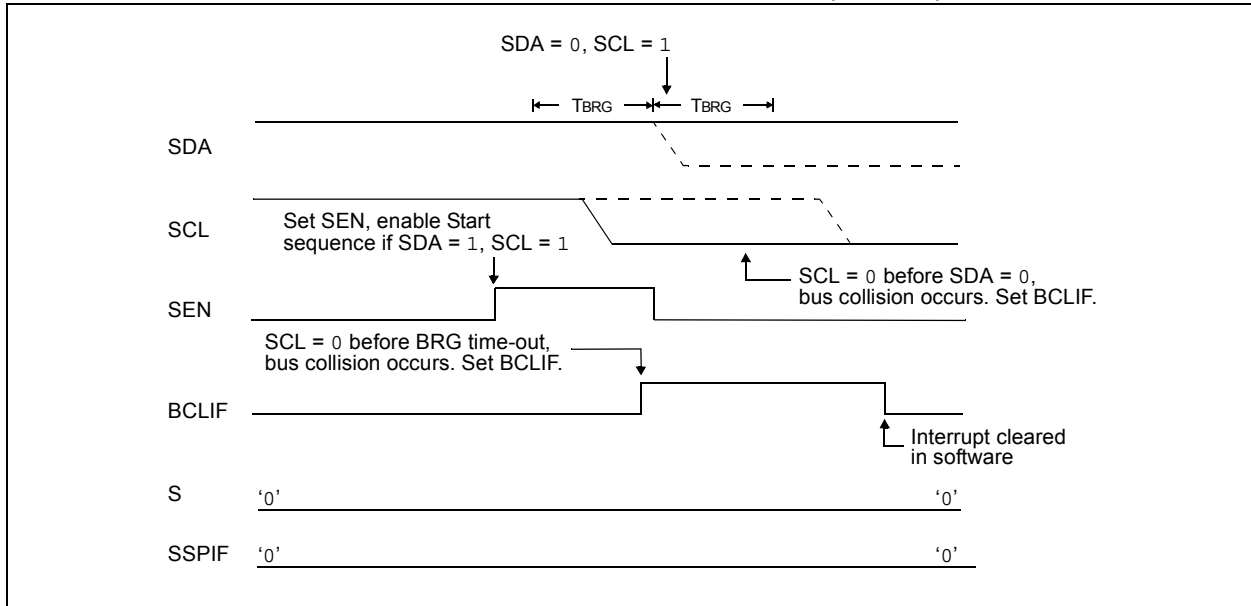 SDA = 0, SCL = 1
TBRG TBRG
SDA
SCL
Set SEN, enable Start
sequence if SDA = 1, SCL = 1
SCL = 0 before SDA = 0,
bus collision occurs. Set BCLIF.
SEN
SCL = 0 before BRG time-out,
bus collision occurs. Set BCLIF.
BCLIF
Interrupt cleared
in software
S ‘0’ ‘0’
SSPIF ‘0’ ‘0’